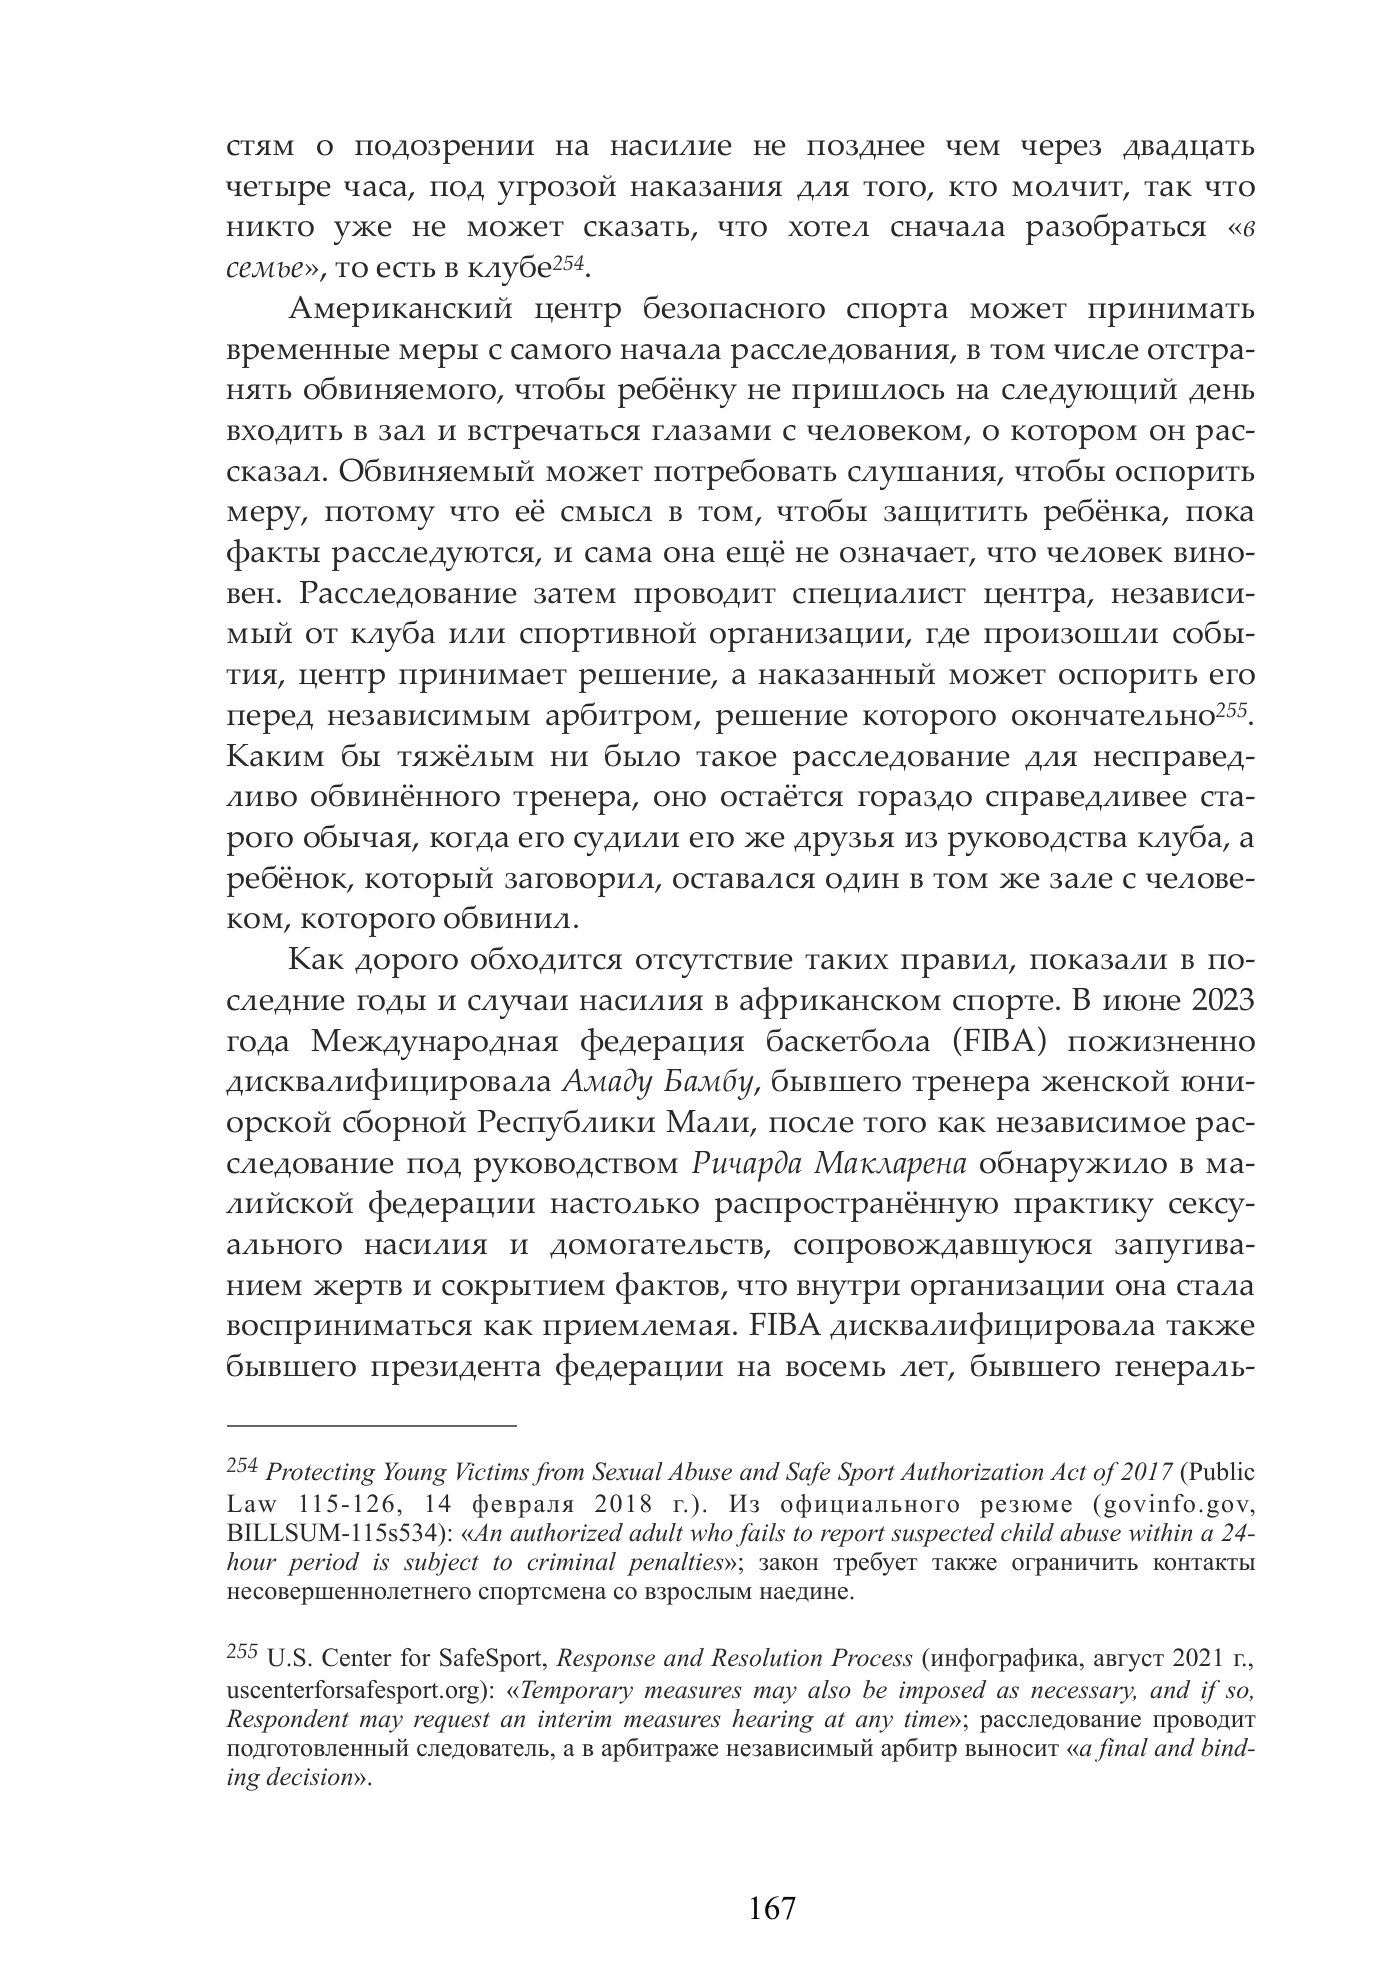 стям о подозрении на насилие не позднее чем через двадцать
четыре часа, под угрозой наказания для того, кто молчит, так что
никто уже не может сказать, что хотел сначала разобраться «в
семье», то есть в клубе254.
Американский центр безопасного спорта может принимать
временные меры с самого начала расследования, в том числе отстра-
нять обвиняемого, чтобы ребёнку не пришлось на следующий день
входить в зал и встречаться глазами с человеком, о котором он рас-
сказал. Обвиняемый может потребовать слушания, чтобы оспорить
меру, потому что её смысл в том, чтобы защитить ребёнка, пока
факты расследуются, и сама она ещё не означает, что человек вино-
вен. Расследование затем проводит специалист центра, независи-
мый от клуба или спортивной организации, где произошли собы-
тия, центр принимает решение, а наказанный может оспорить его
перед независимым арбитром, решение которого окончательно255.
Каким бы тяжёлым ни было такое расследование для несправед-
ливо обвинённого тренера, оно остаётся гораздо справедливее ста-
рого обычая, когда его судили его же друзья из руководства клуба, а
ребёнок, который заговорил, оставался один в том же зале с челове-
ком, которого обвинил.
Как дорого обходится отсутствие таких правил, показали в по-
следние годы и случаи насилия в африканском спорте. В июне 2023
года Международная федерация баскетбола (FIBA) пожизненно
дисквалифицировала Амаду Бамбу, бывшего тренера женской юни-
орской сборной Республики Мали, после того как независимое рас-
следование под руководством Ричарда Макларена обнаружило в ма-
лийской федерации настолько распространённую практику сексу-
ального насилия и домогательств, сопровождавшуюся запугива-
нием жертв и сокрытием фактов, что внутри организации она стала
восприниматься как приемлемая. FIBA дисквалифицировала также
бывшего президента федерации на восемь лет, бывшего генераль-
254 Protecting Young Victims from Sexual Abuse and Safe Sport Authorization Act of 2017 (Public
Law 115-126, 14 февраля 2018 г.). Из официального резюме (govinfo.gov,
BILLSUM-115s534): «An authorized adult who fails to report suspected child abuse within a 24-
hour period is subject to criminal penalties»; закон требует также ограничить контакты
несовершеннолетнего спортсмена со взрослым наедине.
255 U.S. Center for SafeSport, Response and Resolution Process (инфографика, август 2021 г.,
uscenterforsafesport.org): «Temporary measures may also be imposed as necessary, and if so,
Respondent may request an interim measures hearing at any time»; расследование проводит
подготовленный следователь, а в арбитраже независимый арбитр выносит «a final and bind-
ing decision».
167